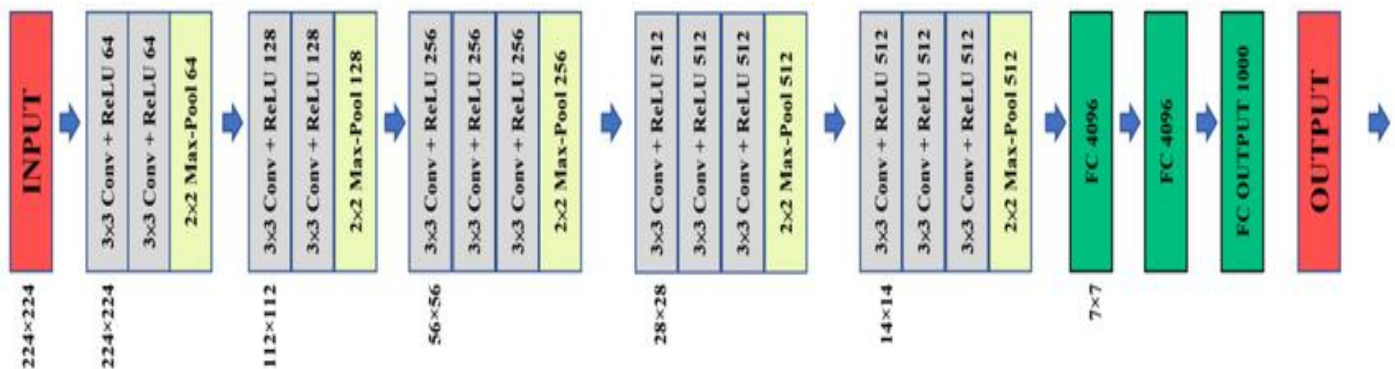 INPUT
224×224
3×3 Conv + ReLU 64
3×3 Conv + ReLU 64
2×2 Max-Pool 64
224×224
3×3 Conv + ReLU 128
3×3 Conv + ReLU 128
2×2 Max-Pool 128
112×112
3×3 Conv + ReLU 256
3×3 Conv + ReLU 256
3×3 Conv + ReLU 256
2×2 Max-Pool 256
56×56
3×3 Conv + ReLU 512
3×3 Conv + ReLU 512
3×3 Conv + ReLU 512
2×2 Max-Pool 512
28×28
3×3 Conv + ReLU 512
3×3 Conv + ReLU 512
3×3 Conv + ReLU 512
2×2 Max-Pool 512
14×14
FC 4096
7×7
FC 4096
FC OUTPUT 1000
OUTPUT